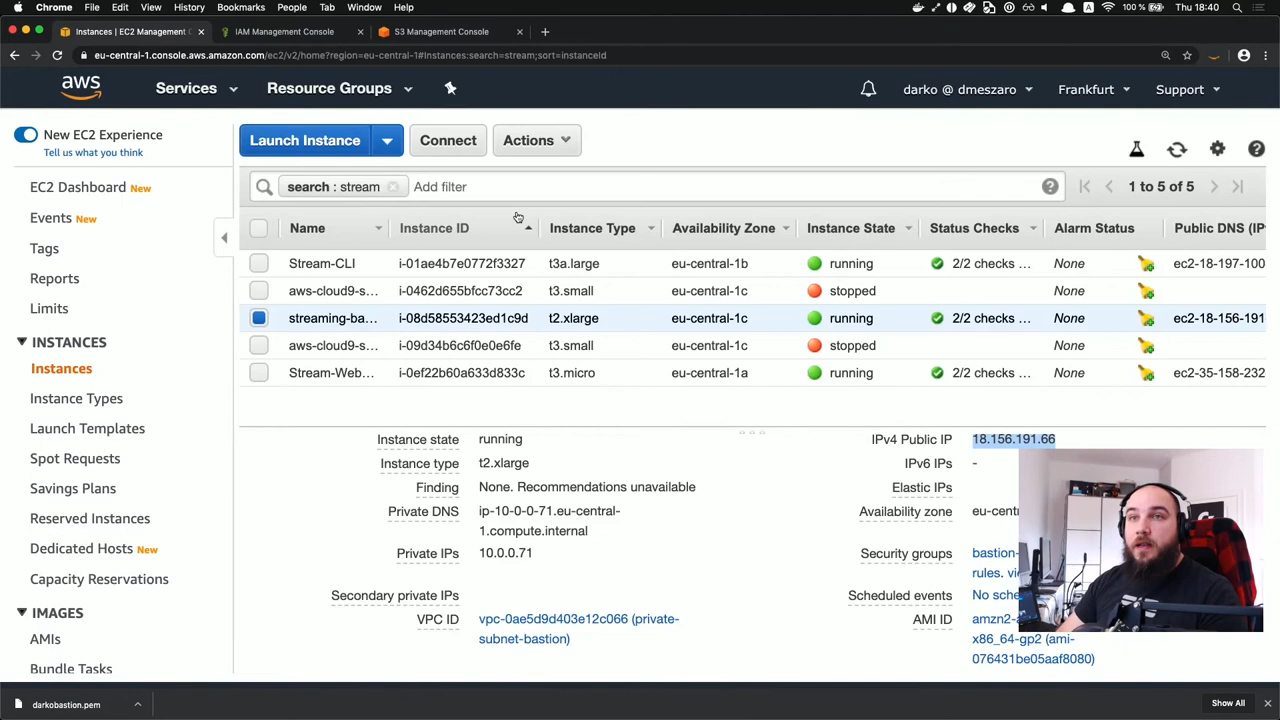 Chrome File Edit View History Bookmarks People Tab Window Help 100 % Thu 18:40
Instances | EC2 Management C IAM Management Console S3 Management Console
eu-central-1.console.aws.amazon.com/ec2/v2/home?region=eu-central-1#Instances:search=stream;sort=instanceId
aws Services Resource Groups darko @ dmeszaro Frankfurt Support
New EC2 Experience
Tell us what you think
Launch Instance Connect Actions
search : stream Add filter 1 to 5 of 5
EC2 Dashboard New
Events New
Tags
Reports
Limits
INSTANCES
Instances
Instance Types
Launch Templates
Spot Requests
Savings Plans
Reserved Instances
Dedicated Hosts New
Capacity Reservations
IMAGES
AMIs
Bundle Tasks
Name Instance ID Instance Type Availability Zone Instance State Status Checks Alarm Status Public DNS (IP
Stream-CLI i-01ae4b7e0772f3327 t3a.large eu-central-1b running 2/2 checks ... None ec2-18-197-100
aws-cloud9-s... i-0462d655bfcc73cc2 t3.small eu-central-1c stopped None
streaming-ba... i-08d58553423ed1c9d t2.xlarge eu-central-1c running 2/2 checks ... None ec2-18-156-191
aws-cloud9-s... i-09d34b6c6f0e0e6fe t3.small eu-central-1c stopped None
Stream-Web... i-0ef22b60a633d833c t3.micro eu-central-1a running 2/2 checks ... None ec2-35-158-232
Instance state running IPv4 Public IP 18.156.191.66
Instance type t2.xlarge IPv6 IPs -
Finding None. Recommendations unavailable Elastic IPs
Private DNS ip-10-0-0-71.eu-central-
1.compute.internal
Availability zone eu-cent
Private IPs 10.0.0.71 Security groups bastion-
rules. vi
Secondary private IPs Scheduled events No sche
VPC ID vpc-0ae5d9d403e12c066 (private-
subnet-bastion)
AMI ID amzn2-a
x86_64-gp2 (ami-
076431be05aaf8080)
darkobastion.pem Show All